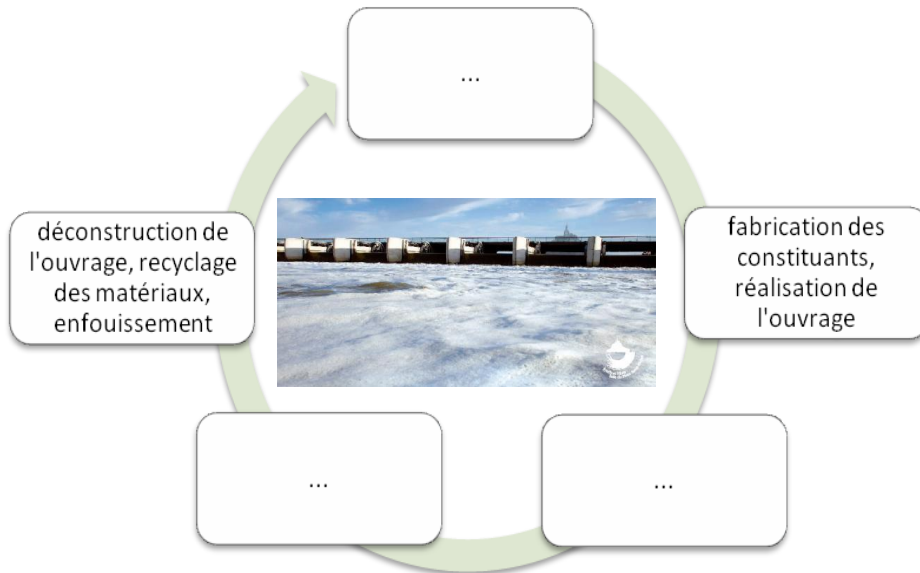 ...
déconstruction de
l'ouvrage, recyclage
des matériaux,
enfouissement
fabrication des
constituants,
réalisation de
l'ouvrage
...
...